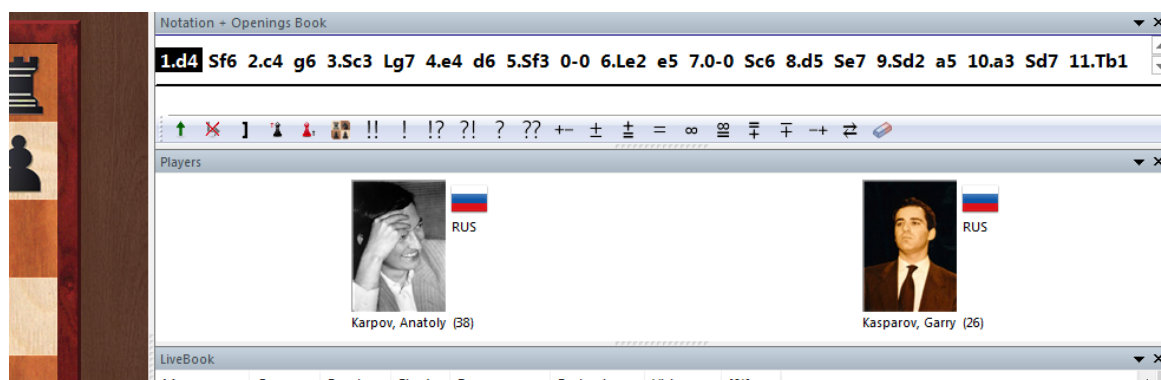 Notation + Openings Book
1.d4 Sf6 2.c4 g6 3.Sc3 Lg7 4.e4 d6 5.Sf3 0-0 6.Le2 e5 7.0-0 Sc6 8.d5 Se7 9.Sd2 a5 10.a3 Sd7 11.Tb1
] !! ! !? ?! ? ?? +− ± ⩲ = ∞ ⯹ ⩱ ∓ −+ ⇄
Players
RUS RUS
Karpov, Anatoly (38) Kasparov, Garry (26)
LiveBook